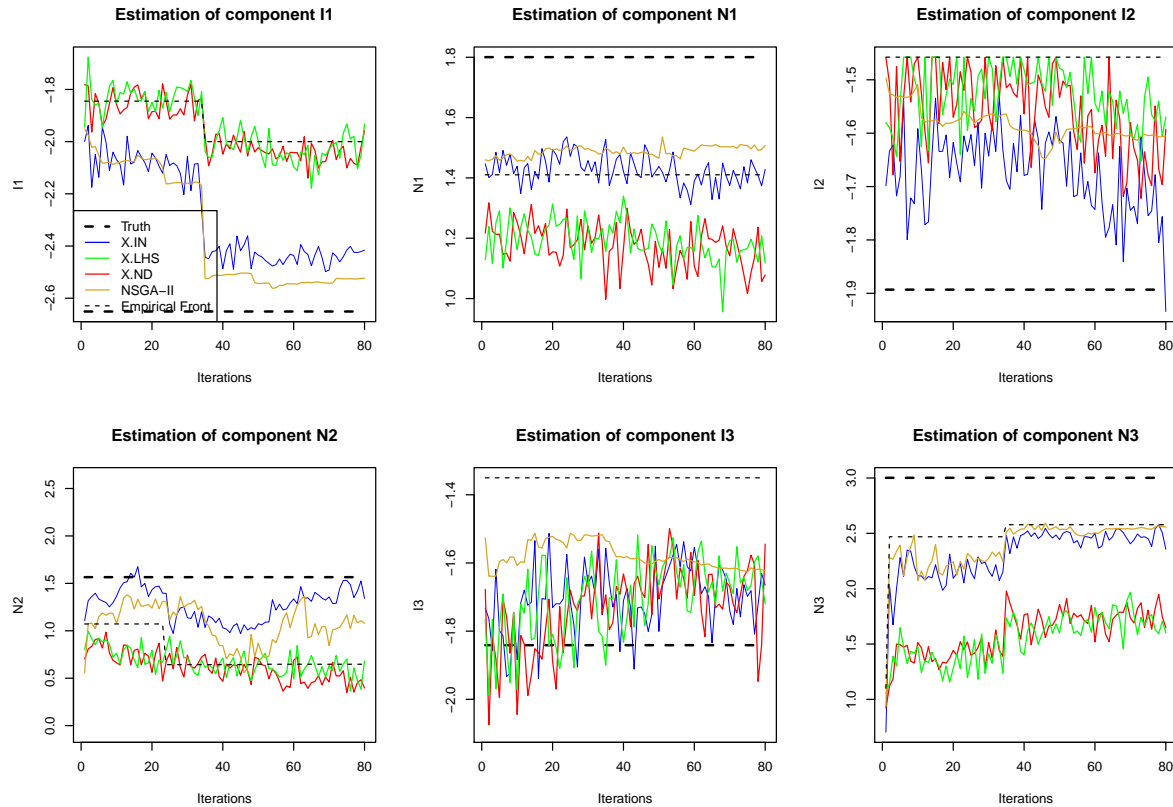 Estimation of component I1
Estimation of component N1
Estimation of component I2
I1
−1.8
−2.0
−2.2
−2.4
−2.6
Truth
X.IN
X.LHS
X.ND
NSGA−II
Empirical Front
0 20 40 60 80
Iterations
N1
1.8
1.6
1.4
1.2
1.0
0 20 40 60 80
Iterations
I2
−1.5
−1.6
−1.7
−1.8
−1.9
0 20 40 60 80
Iterations
Estimation of component N2
Estimation of component I3
Estimation of component N3
N2
2.5
2.0
1.5
1.0
0.5
0.0
0 20 40 60 80
Iterations
I3
−1.4
−1.6
−1.8
−2.0
0 20 40 60 80
Iterations
N3
3.0
2.5
2.0
1.5
1.0
0 20 40 60 80
Iterations